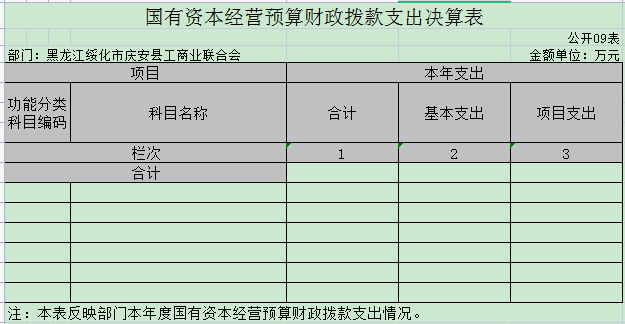 国有资本经营预算财政拨款支出决算表
公开09表
部门：黑龙江绥化市庆安县工商业联合会 金额单位：万元
项目 本年支出
功能分类科目编码 科目名称 合计 基本支出 项目支出
栏次 1 2 3
合计
注：本表反映部门本年度国有资本经营预算财政拨款支出情况。